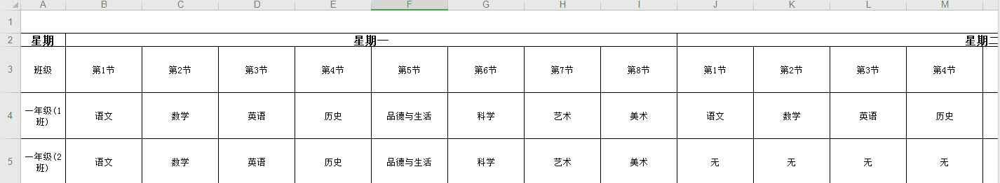 A B C D E F G H I J K L M
1
2 星期 星期一 星期二
3 班级 第1节 第2节 第3节 第4节 第5节 第6节 第7节 第8节 第1节 第2节 第3节 第4节
4 一年级(1班) 语文 数学 英语 历史 品德与生活 科学 艺术 美术 语文 数学 英语 历史
5 一年级(2班) 语文 数学 英语 历史 品德与生活 科学 艺术 美术 无 无 无 无